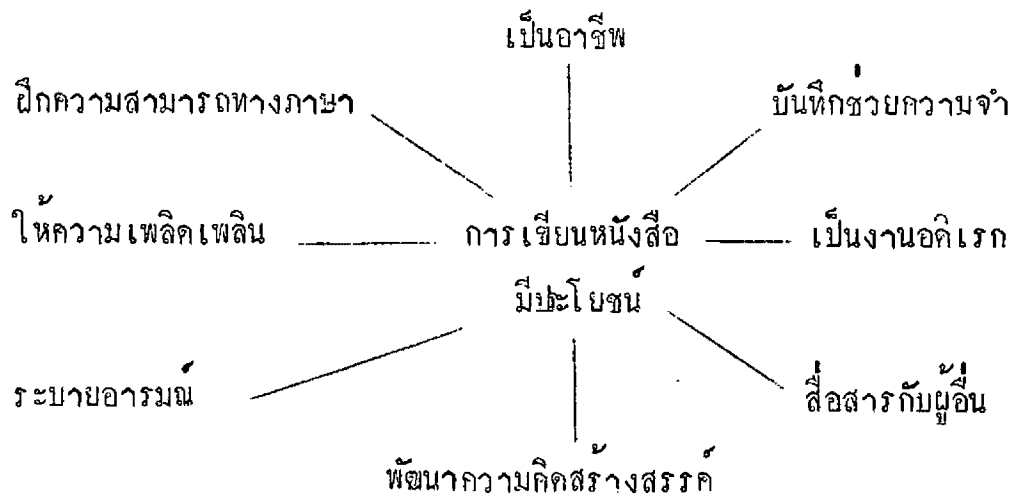 เป็นอาชีพ
ฝึกความสามารถทางภาษา
บันทึกช่วยความจำ
ให้ความเพลิดเพลิน
การเขียนหนังสือ
เป็นงานอดิเรก
มีประโยชน์
ระบายอารมณ์
สื่อสารกับผู้อื่น
พัฒนาความคิดสร้างสรรค์